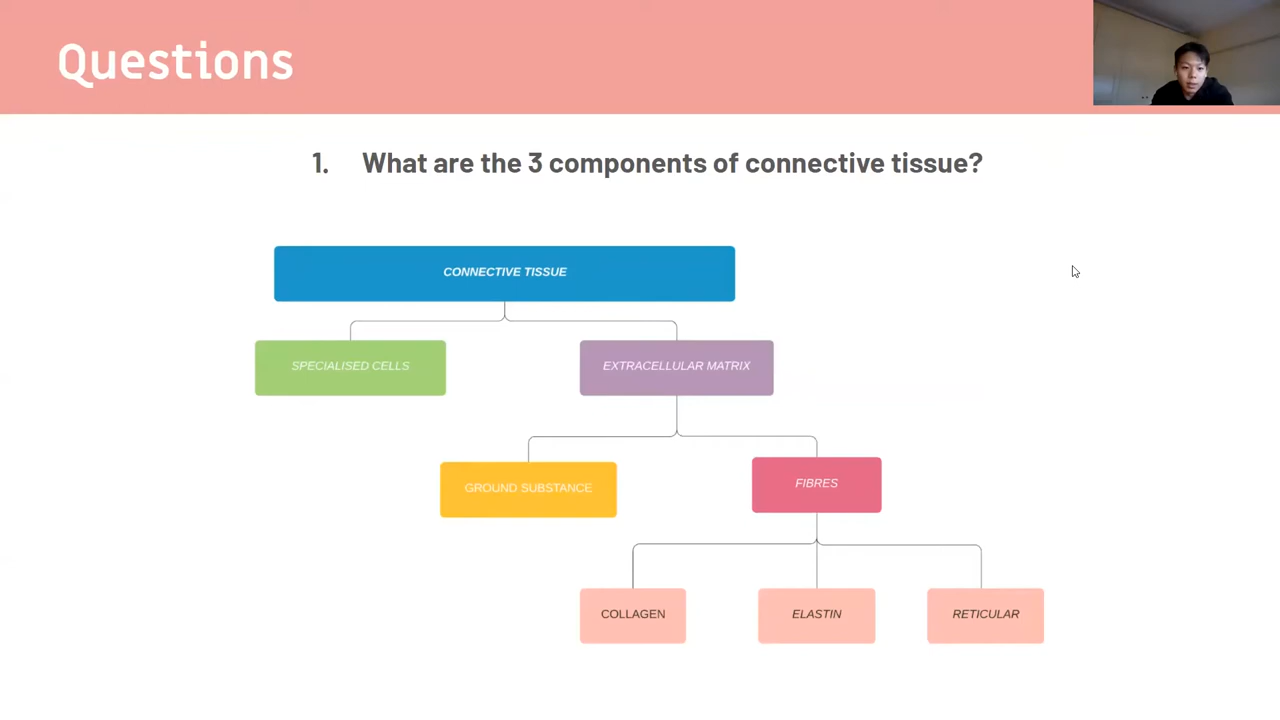 Questions
1. What are the 3 components of connective tissue?
CONNECTIVE TISSUE
SPECIALISED CELLS
EXTRACELLULAR MATRIX
GROUND SUBSTANCE
FIBRES
COLLAGEN
ELASTIN
RETICULAR